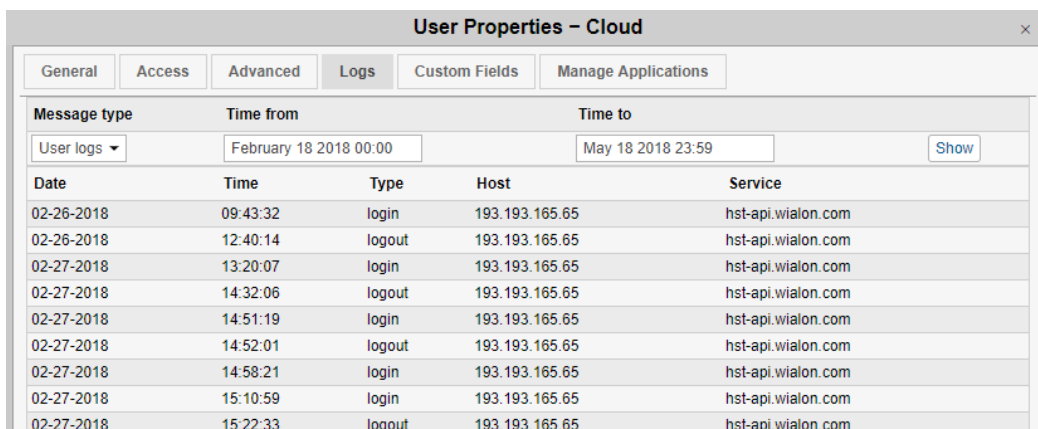 User Properties – Cloud ×
General Access Advanced Logs Custom Fields Manage Applications
Message type Time from Time to
User logs February 18 2018 00:00 May 18 2018 23:59 Show
Date Time Type Host Service
02-26-2018 09:43:32 login 193.193.165.65 hst-api.wialon.com
02-26-2018 12:40:14 logout 193.193.165.65 hst-api.wialon.com
02-27-2018 13:20:07 login 193.193.165.65 hst-api.wialon.com
02-27-2018 14:32:06 logout 193.193.165.65 hst-api.wialon.com
02-27-2018 14:51:19 login 193.193.165.65 hst-api.wialon.com
02-27-2018 14:52:01 logout 193.193.165.65 hst-api.wialon.com
02-27-2018 14:58:21 login 193.193.165.65 hst-api.wialon.com
02-27-2018 15:10:59 login 193.193.165.65 hst-api.wialon.com
02-27-2018 15:22:33 logout 193.193.165.65 hst-api.wialon.com